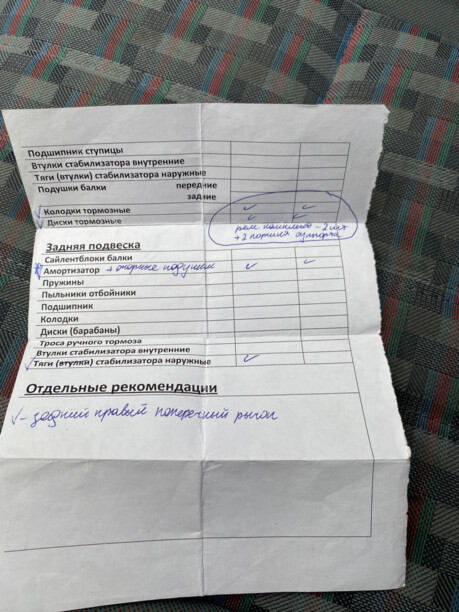 Подшипник ступицы
Втулки стабилизатора внутренние
Тяги (втулки) стабилизатора наружные
Подушки балки передние
задние
✓ Колодки тормозные ✓ ✓
✓ Диски тормозные ✓ ✓
рем комплект - 2 шт
+2 поршня суппорта
Задняя подвеска
Сайлентблоки балки
Амортизатор + опорные подушки ✓ ✓
Пружины
Пыльники отбойники
Подшипник
Колодки
Диски (барабаны)
Троса ручного тормоза
Втулки стабилизатора внутренние
✓ Тяги (втулки) стабилизатора наружные ✓
Отдельные рекомендации
✓ - задний правый поперечный рычаг